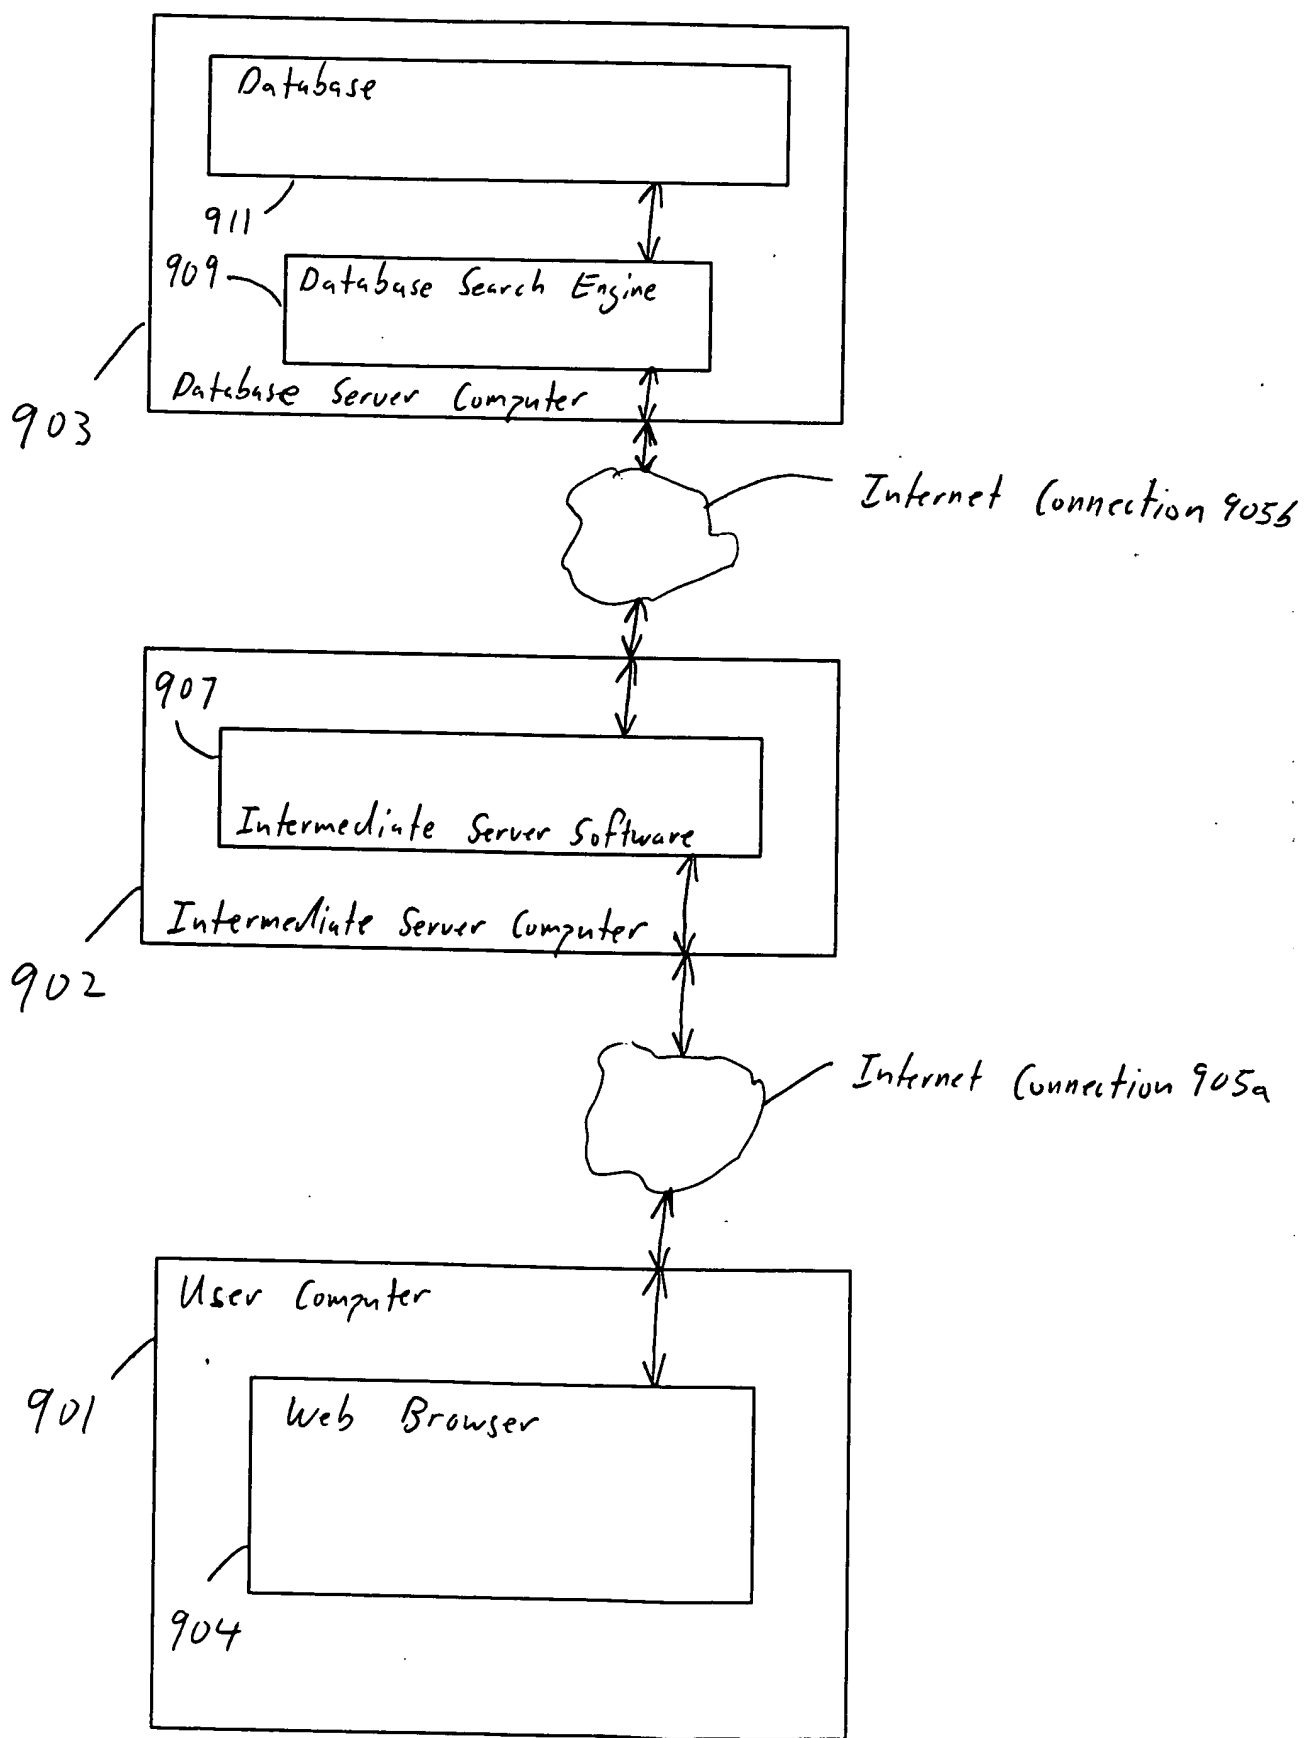 Database
911
909
Database Search Engine
Database Server Computer
903
Internet Connection 905b
907
Intermediate Server Software
Intermediate Server Computer
902
Internet Connection 905a
User Computer
901
Web Browser
904